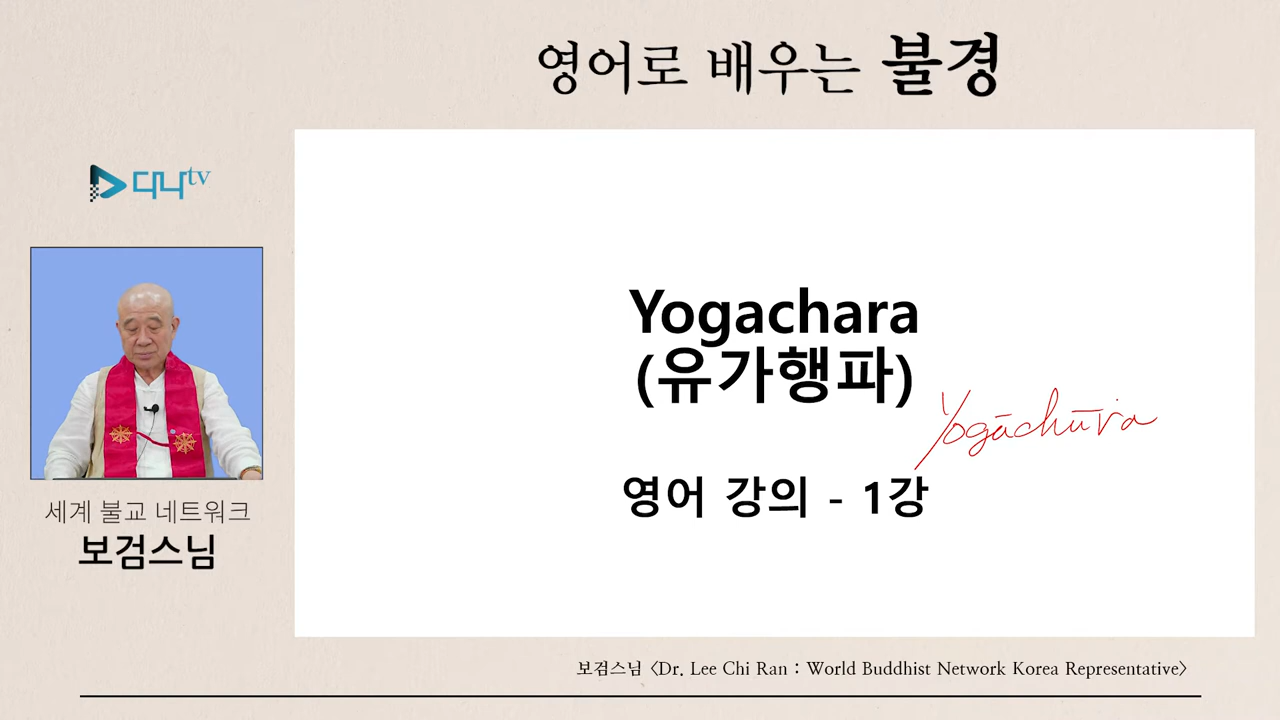 영어로 배우는 불경
디나tv
Yogachara
(유가행파)
Yogāchāra
영어 강의 - 1강
세계 불교 네트워크
보검스님
보검스님 <Dr. Lee Chi Ran : World Buddhist Network Korea Representative>